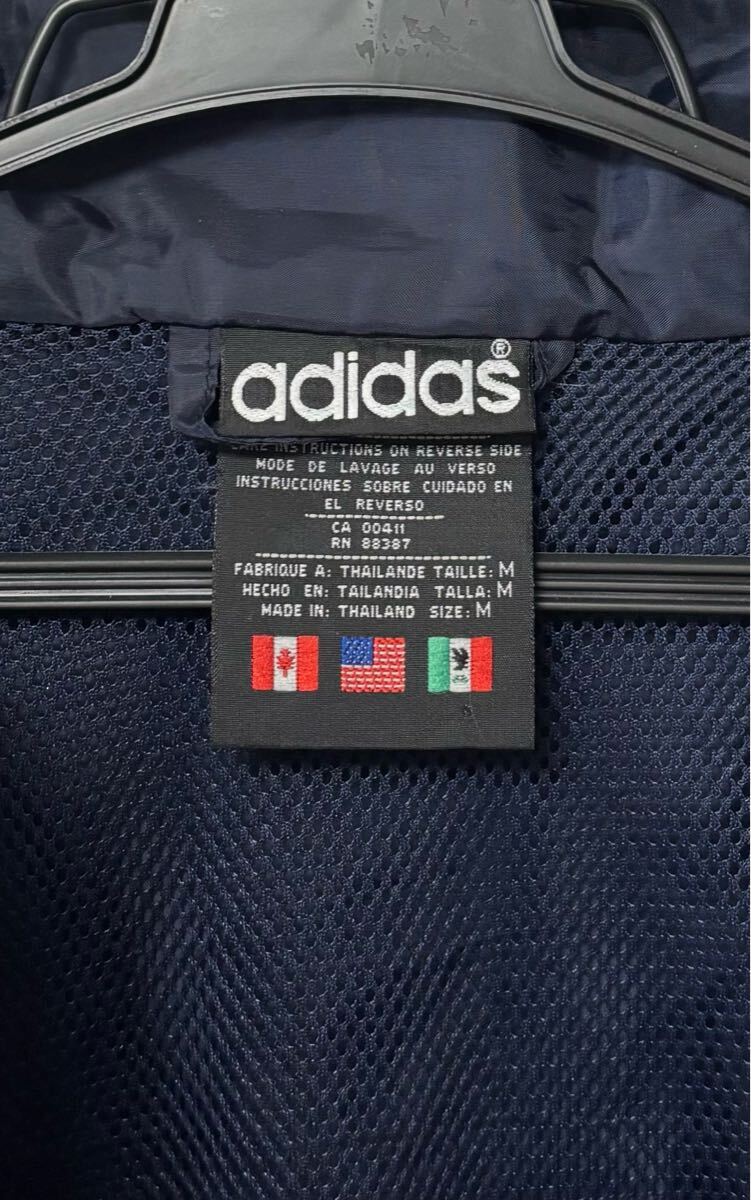 adidas®
CARE INSTRUCTIONS ON REVERSE SIDE
MODE DE LAVAGE AU VERSO
INSTRUCCIONES SOBRE CUIDADO EN
EL REVERSO
CA 00411
RN 88387
FABRIQUE A: THAILANDE TAILLE: M
HECHO EN: TAILANDIA TALLA: M
MADE IN: THAILAND SIZE: M